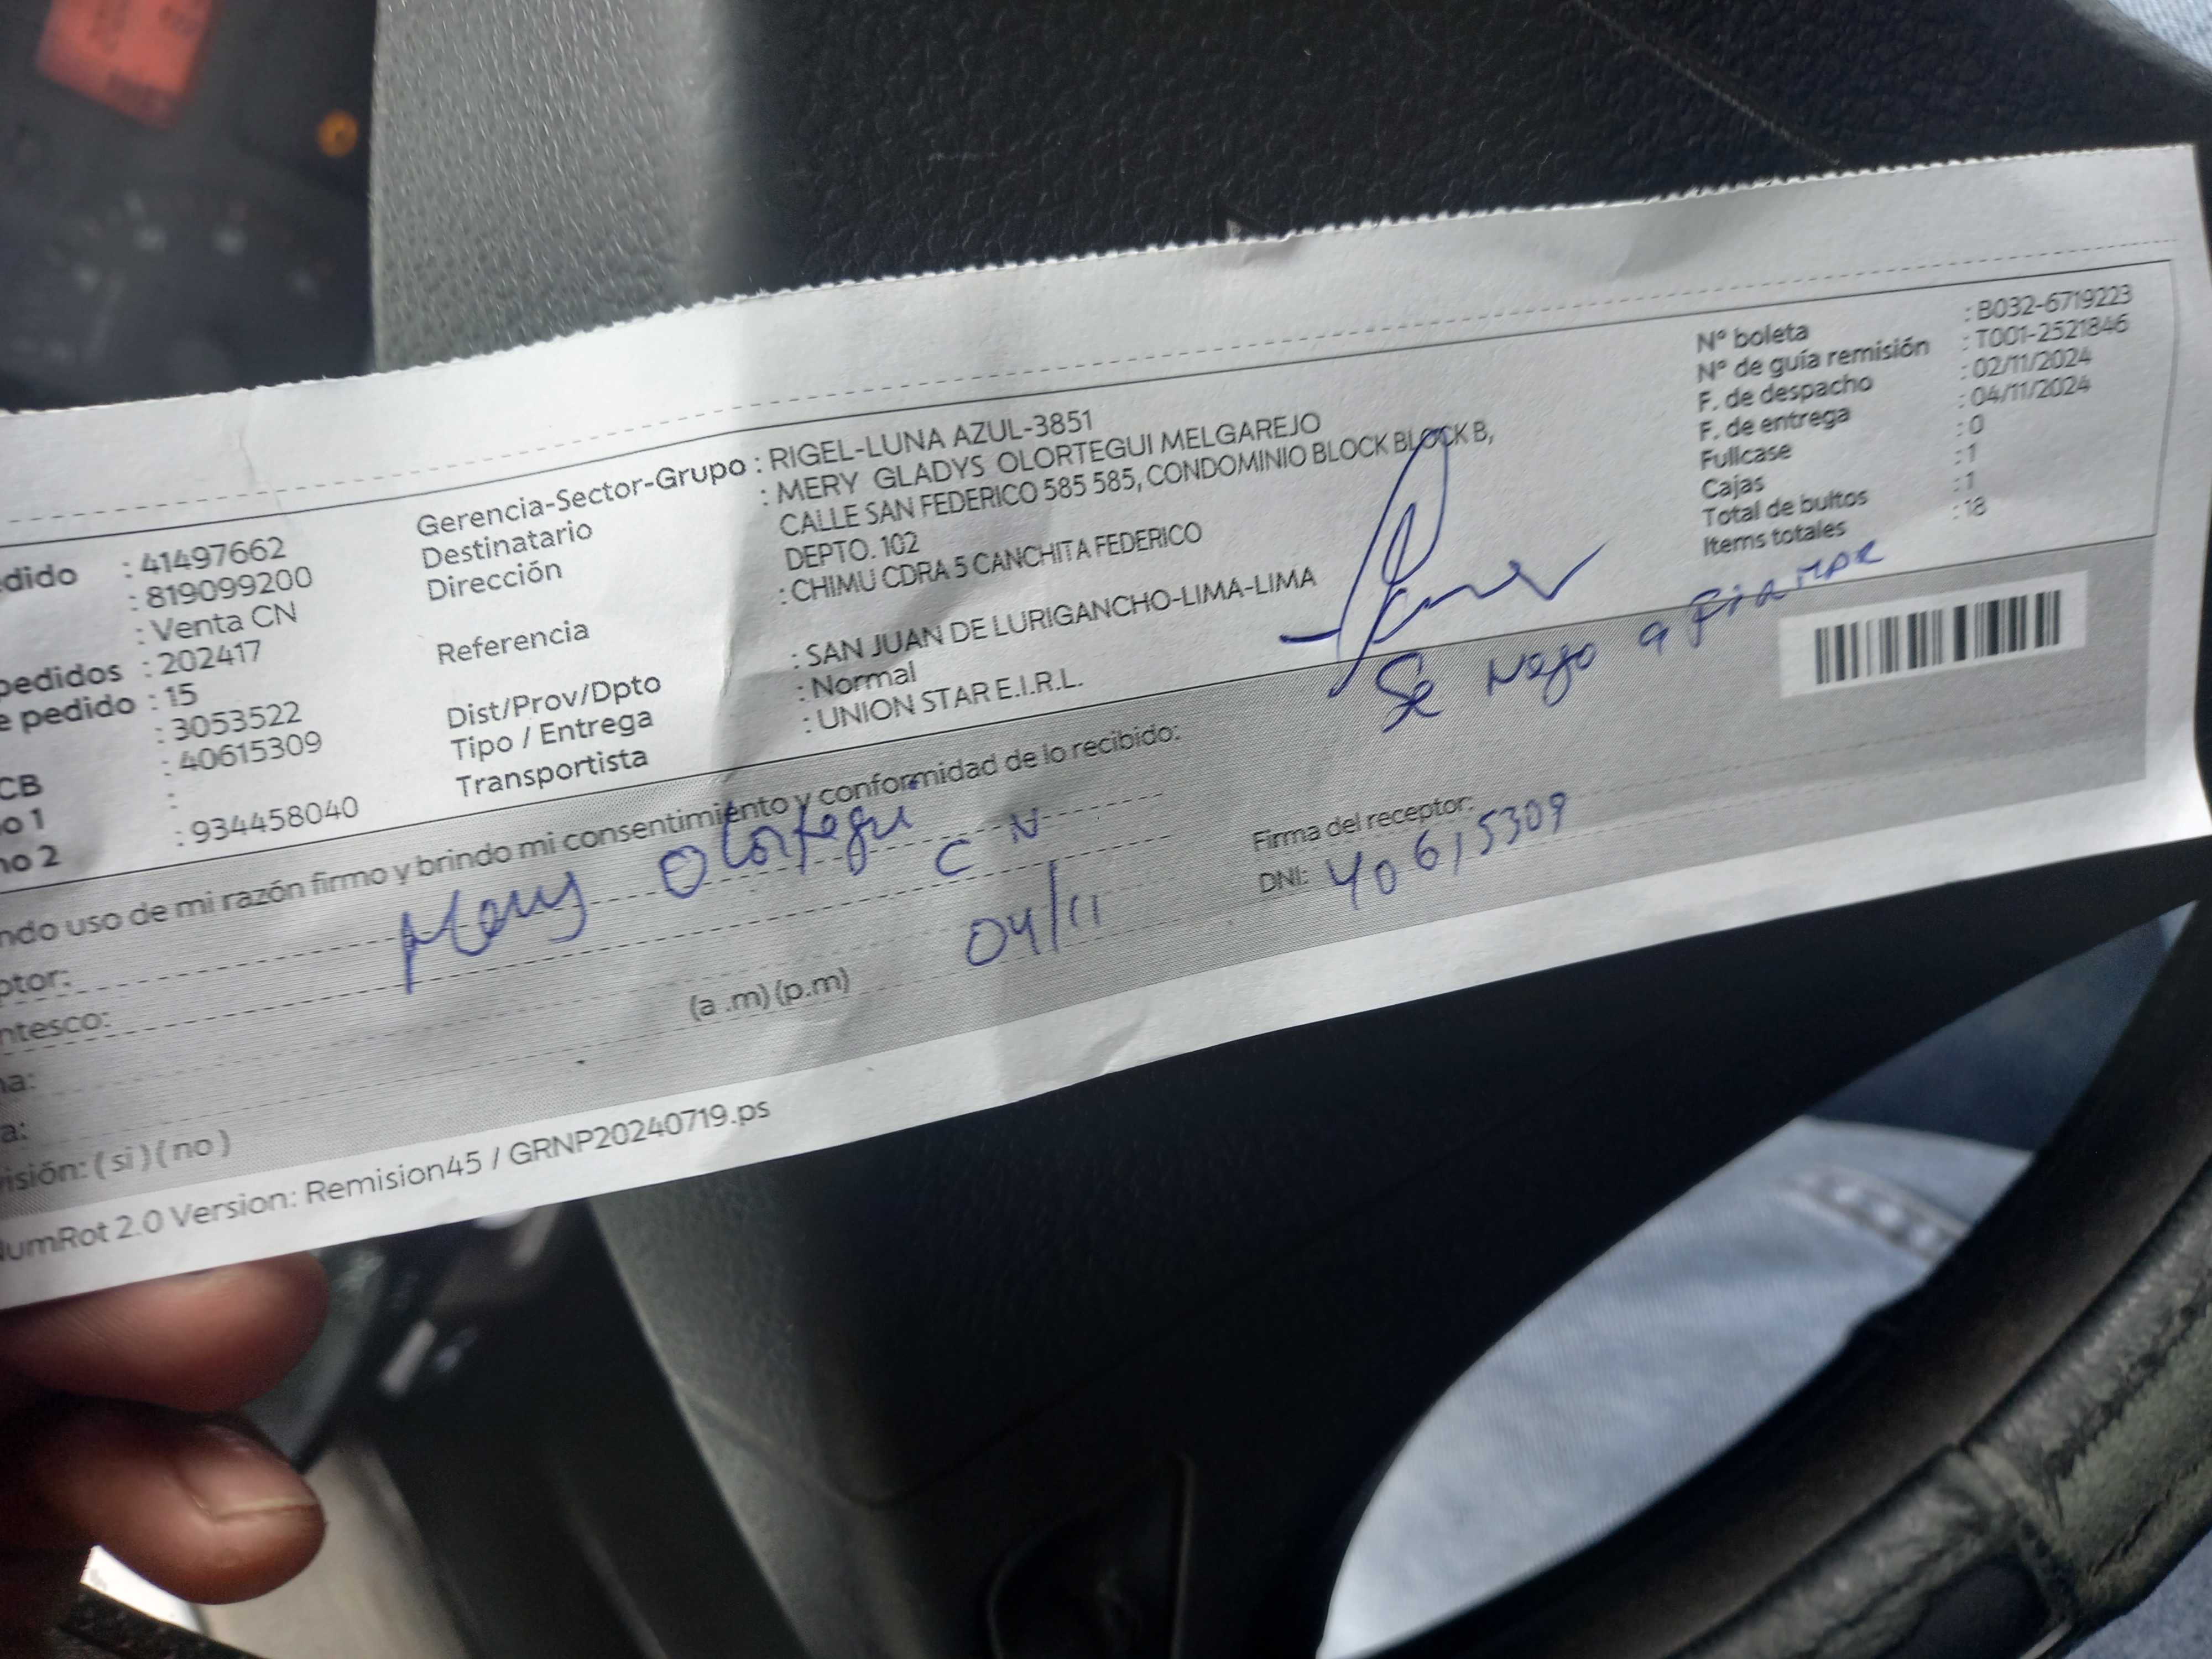 dido : 41497662
: 819099200
: Venta CN
pedidos : 202417
e pedido : 15
: 3053522
CB : 40615309
o 1 :
no 2 : 934458040
Gerencia-Sector-Grupo : RIGEL-LUNA AZUL-3851
Destinatario : MERY GLADYS OLORTEGUI MELGAREJO
Dirección CALLE SAN FEDERICO 585 585, CONDOMINIO BLOCK BLOCK B,
DEPTO. 102
Referencia : CHIMU CDRA 5 CANCHITA FEDERICO
Dist/Prov/Dpto : SAN JUAN DE LURIGANCHO-LIMA-LIMA
Tipo / Entrega : Normal
Transportista : UNION STAR E.I.R.L.
N° boleta : B032-6719223
N° de guía remisión : T001-2521846
F. de despacho : 02/11/2024
F. de entrega : 04/11/2024
Fullcase : 0
Cajas : 1
Total de bultos : 1
Items totales : 18
Se nego a firmar
ndo uso de mi razón firmo y brindo mi consentimiento y conformidad de lo recibido:
ptor: Mery Olortegui
ntesco: C N
na: 04/11
a: (a .m) (p.m)
Firma del receptor:
DNI: 40615309
visión: ( si ) ( no )
NumRot 2.0 Version: Remision45 / GRNP20240719.ps